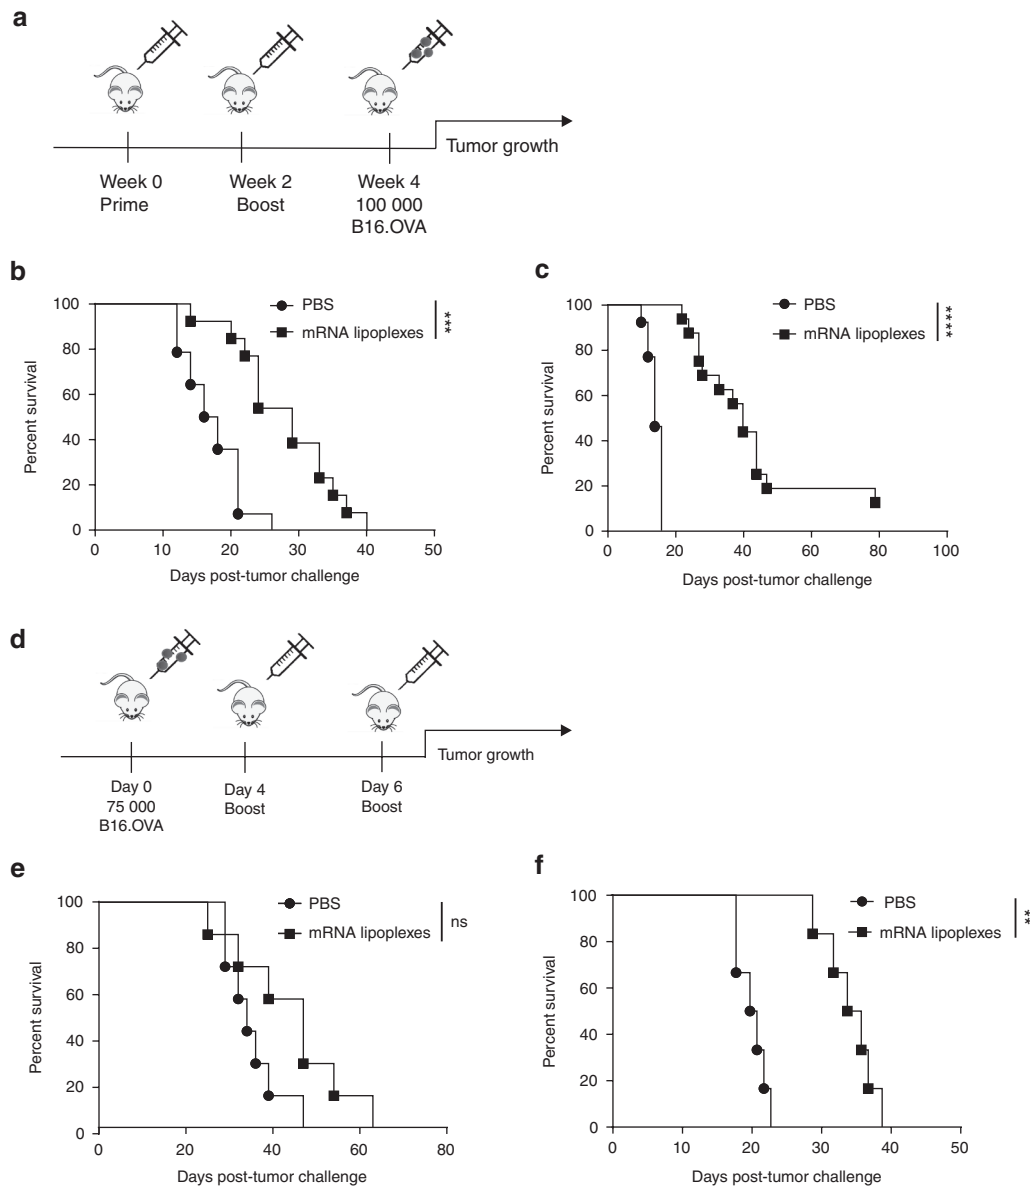 a
Week 0
Prime
Week 2
Boost
Week 4
100 000
B16.OVA
Tumor growth
b
100
80
60
40
20
0
Percent survival
0 10 20 30 40 50
Days post-tumor challenge
PBS
mRNA lipoplexes
***
c
100
80
60
40
20
0
Percent survival
0 20 40 60 80 100
Days post-tumor challenge
PBS
mRNA lipoplexes
****
d
Day 0
75 000
B16.OVA
Day 4
Boost
Day 6
Boost
Tumor growth
e
100
80
60
40
20
0
Percent survival
0 20 40 60 80
Days post-tumor challenge
PBS
mRNA lipoplexes
ns
f
100
80
60
40
20
0
Percent survival
0 10 20 30 40 50
Days post-tumor challenge
PBS
mRNA lipoplexes
**